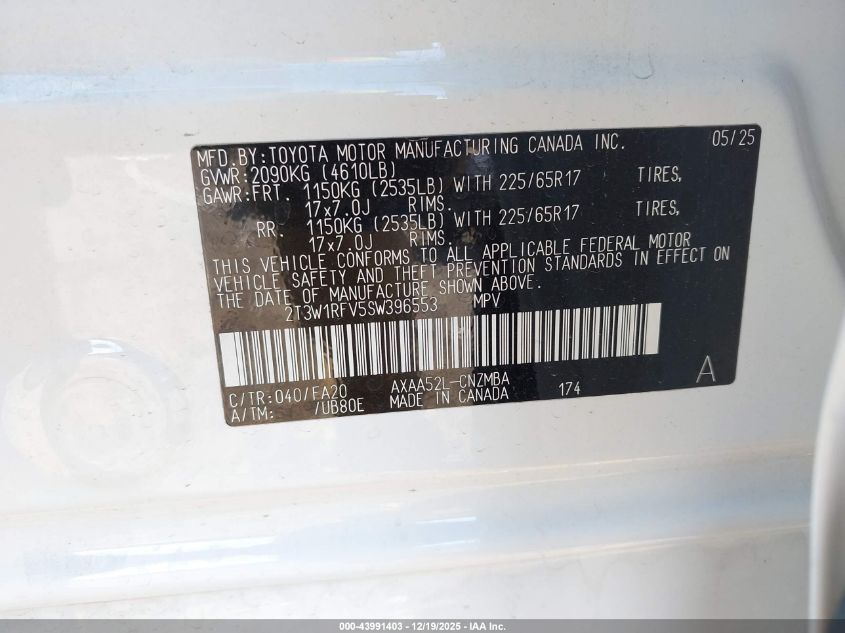 MFD.BY:TOYOTA MOTOR MANUFACTURING CANADA INC. 05/25
GVWR:2090KG (4610LB)
GAWR:FRT. 1150KG (2535LB) WITH 225/65R17 TIRES,
17x7.0J RIMS.
RR. 1150KG (2535LB) WITH 225/65R17 TIRES,
17x7.0J RIMS.
THIS VEHICLE CONFORMS TO ALL APPLICABLE FEDERAL MOTOR
VEHICLE SAFETY AND THEFT PREVENTION STANDARDS IN EFFECT ON
THE DATE OF MANUFACTURE SHOWN ABOVE.
2T3W1RFV5SW396553 MPV
C/TR:040/FA20 AXAA52L-CNZMBA A
A/TM: /UB80E MADE IN CANADA 174
000-43991403 - 12/19/2025 - IAA Inc.